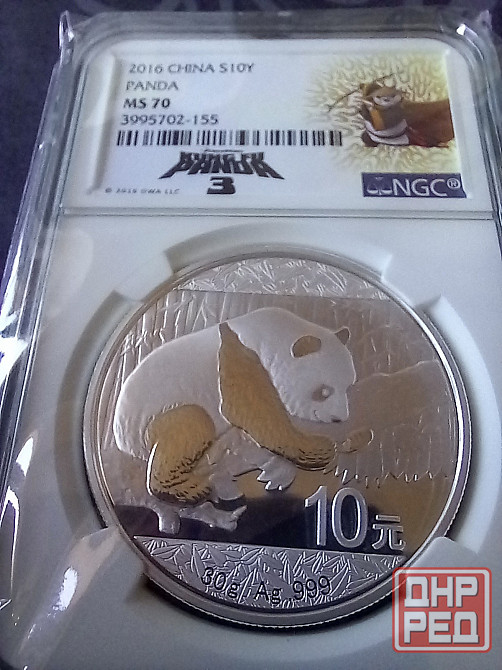 2016 CHINA S10Y
PANDA
MS 70
3995702-155
KUNG FU
PANDA
3
© 2015 DWA LLC
NGC®
10元
30g Ag 999
ДНР
РЕД